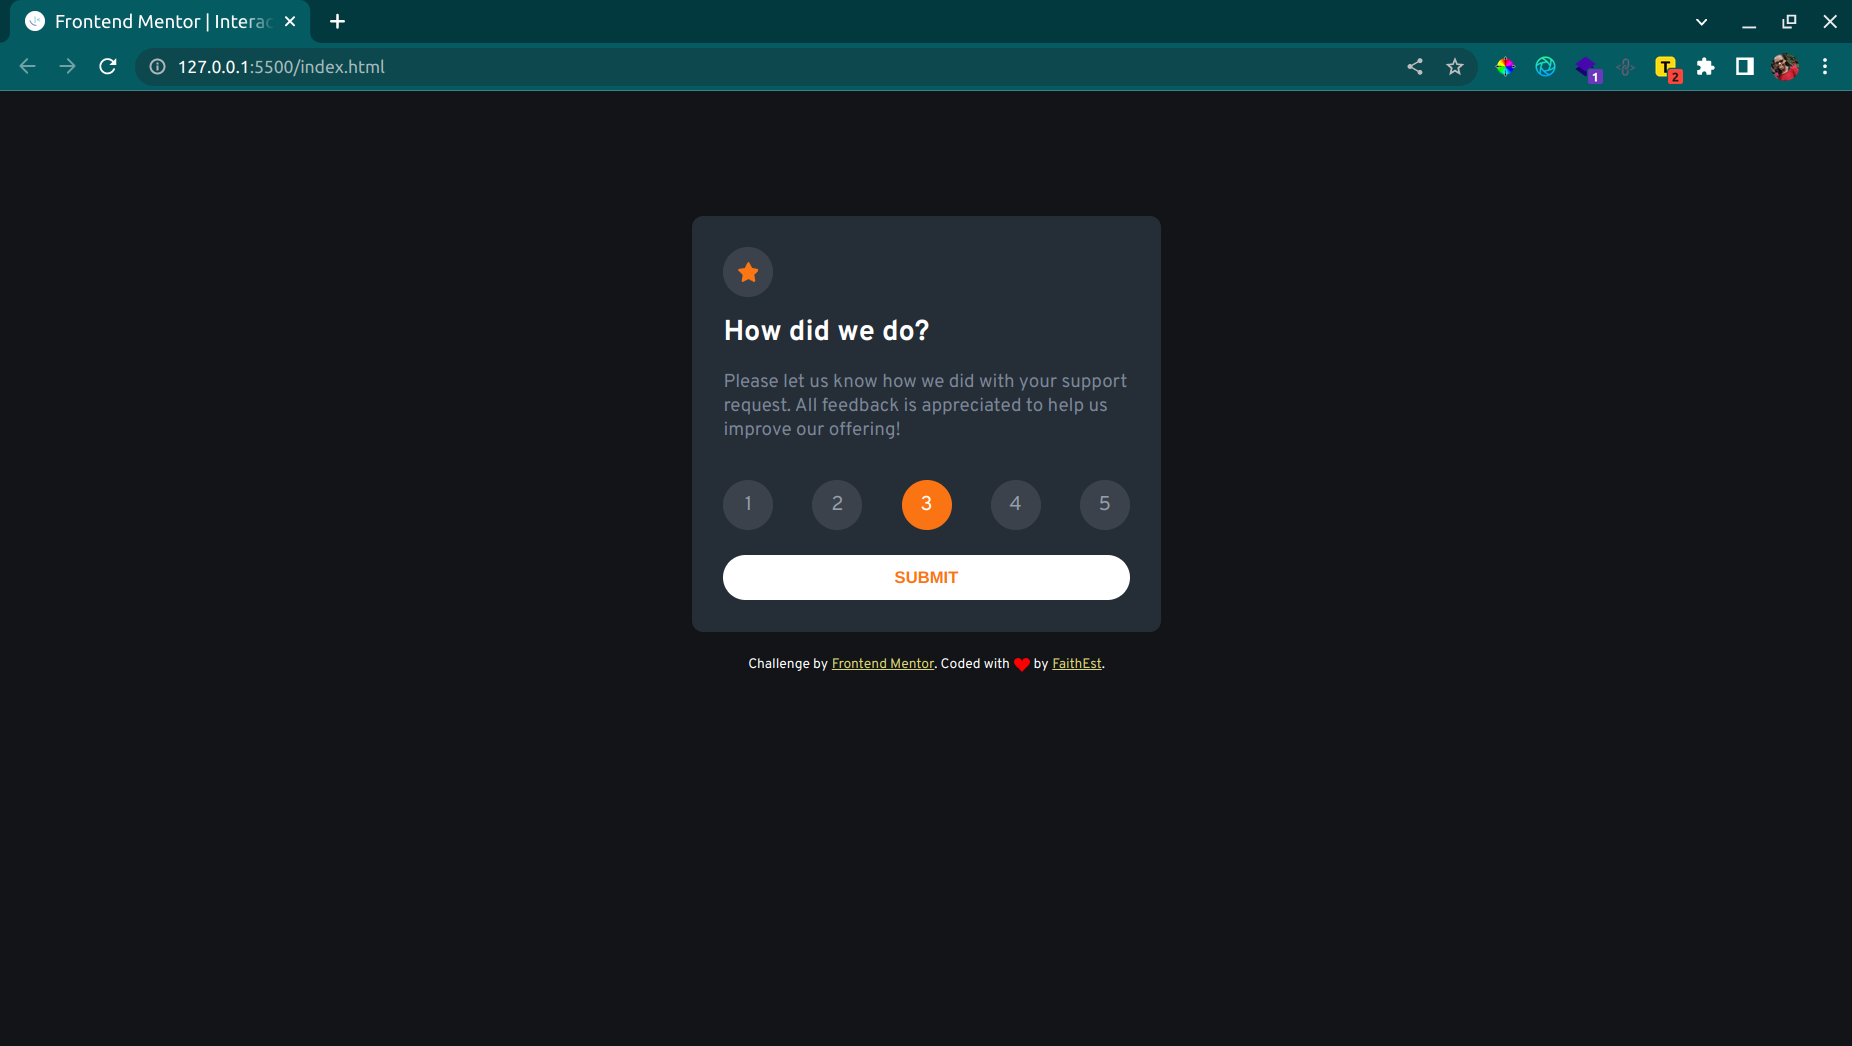 Frontend Mentor | Interac
127.0.0.1:5500/index.html
1
T
2
How did we do?
Please let us know how we did with your support
request. All feedback is appreciated to help us
improve our offering!
1 2 3 4 5
SUBMIT
Challenge by Frontend Mentor. Coded with ❤ by FaithEst.